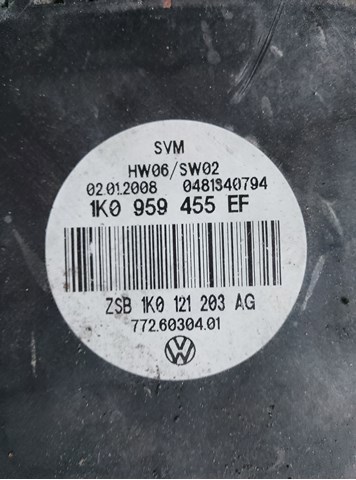 SVM
HW06/SW02
02.01.2008 0481340794
1K0 959 455 EF
ZSB 1K0 121 203 AG
772.60304.01